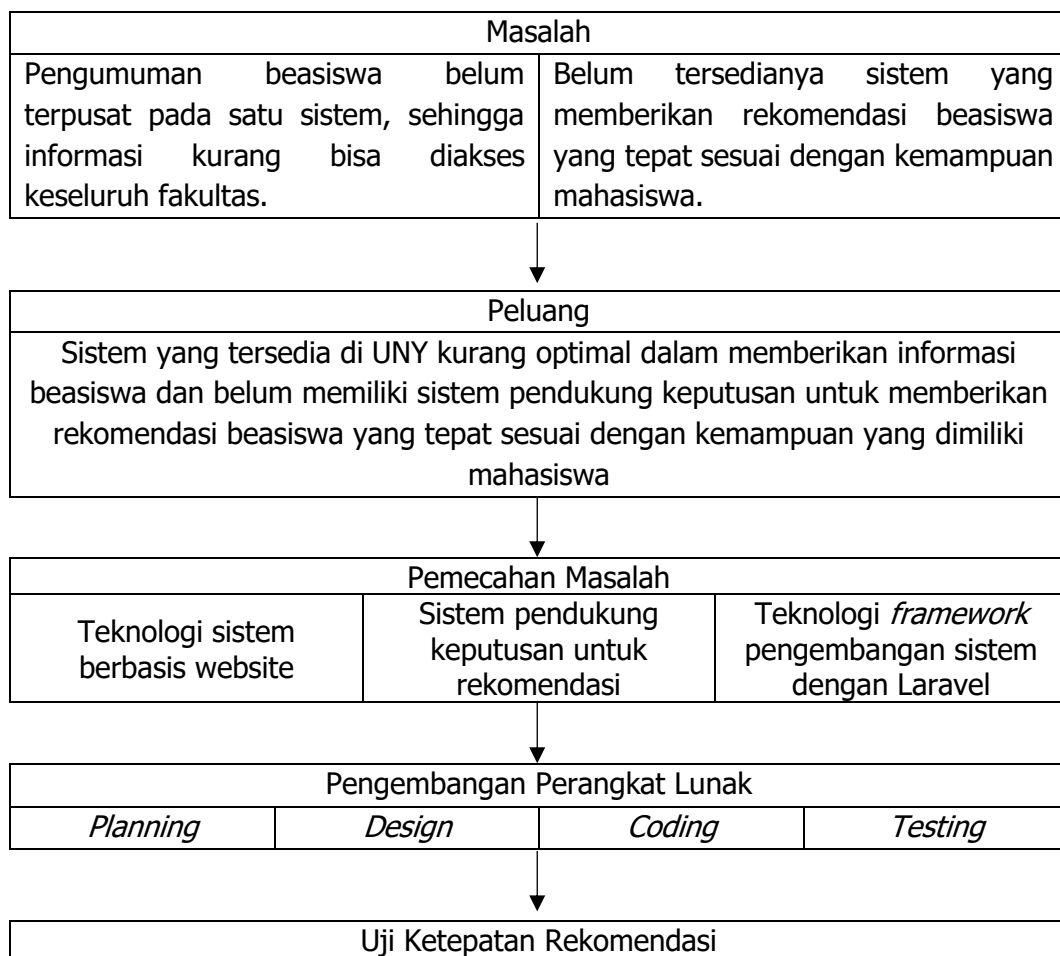 Masalah
Pengumuman beasiswa belum
terpusat pada satu sistem, sehingga
informasi kurang bisa diakses
keseluruh fakultas.
Belum tersedianya sistem yang
memberikan rekomendasi beasiswa
yang tepat sesuai dengan kemampuan
mahasiswa.
Peluang
Sistem yang tersedia di UNY kurang optimal dalam memberikan informasi
beasiswa dan belum memiliki sistem pendukung keputusan untuk memberikan
rekomendasi beasiswa yang tepat sesuai dengan kemampuan yang dimiliki
mahasiswa
Pemecahan Masalah
Teknologi sistem
berbasis website
Sistem pendukung
keputusan untuk
rekomendasi
Teknologi framework
pengembangan sistem
dengan Laravel
Pengembangan Perangkat Lunak
Planning
Design
Coding
Testing
Uji Ketepatan Rekomendasi